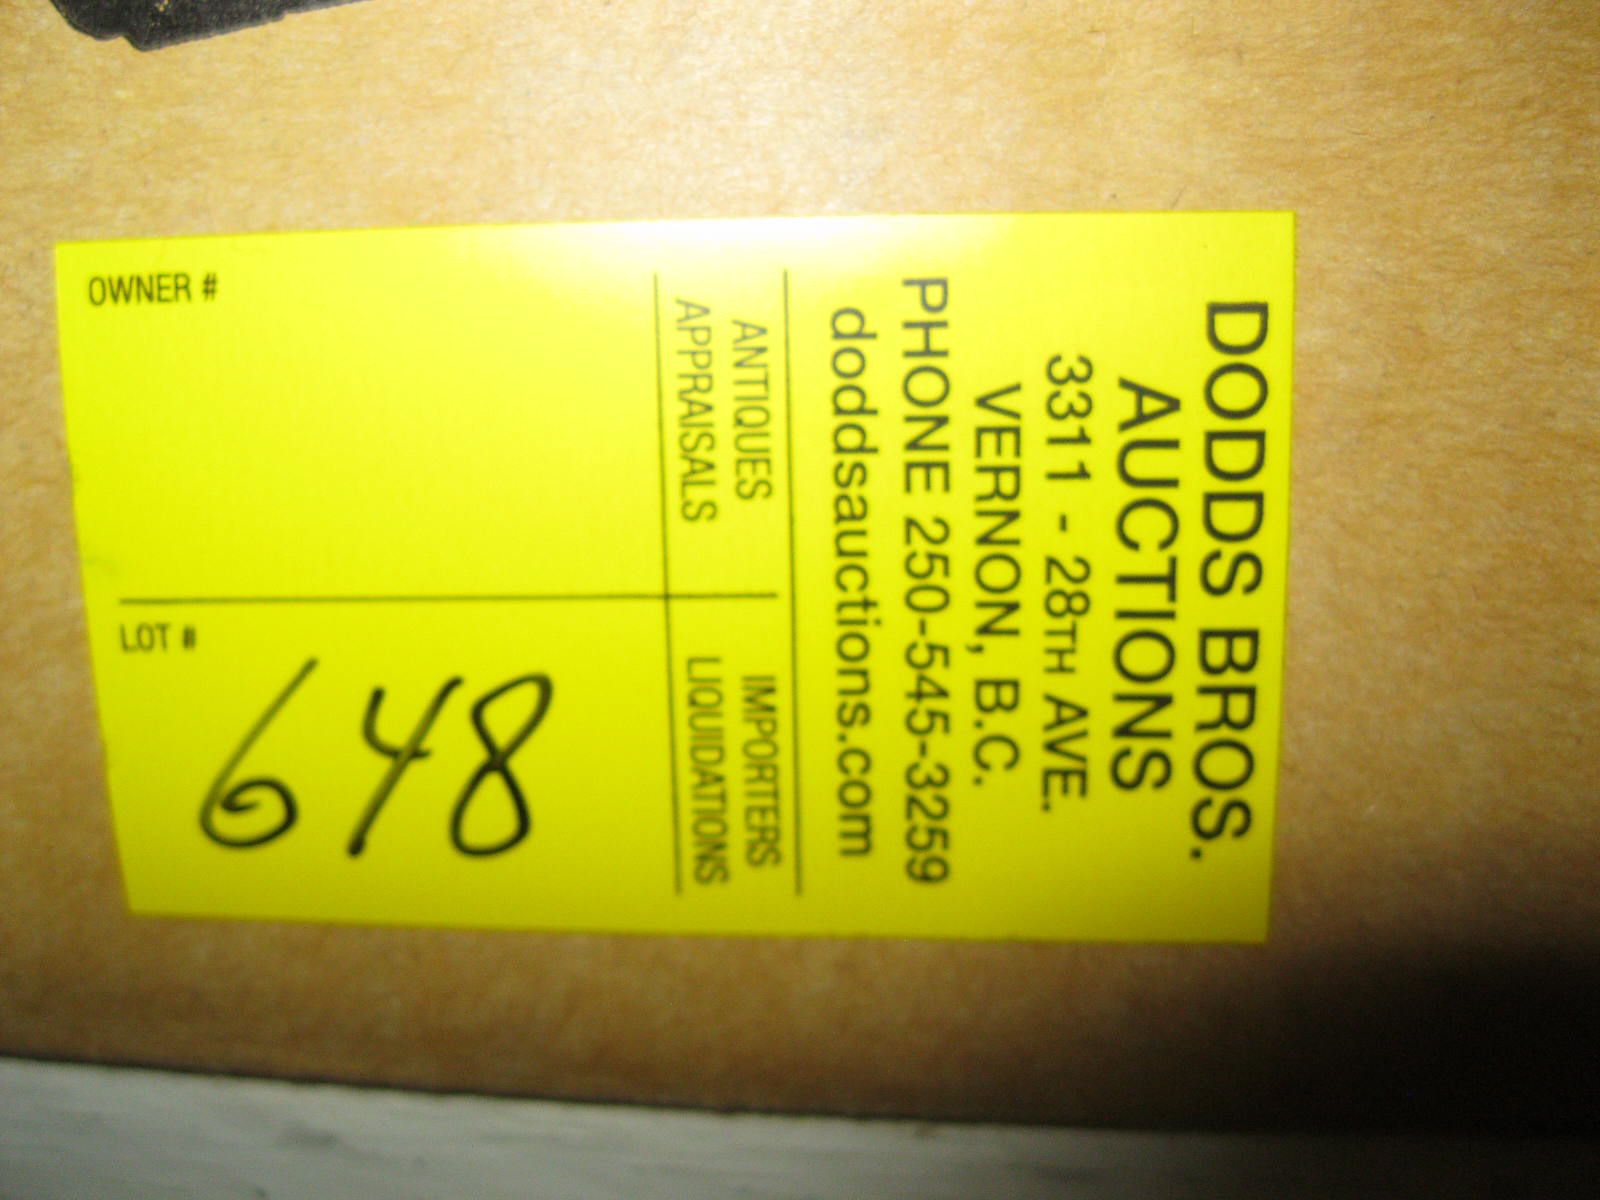 DODDS BROS.
AUCTIONS
3311 - 28TH AVE.
VERNON, B.C.
PHONE 250-545-3259
doddsauctions.com
ANTIQUES
APPRAISALS
IMPORTERS
LIQUIDATIONS
OWNER #
LOT #
648